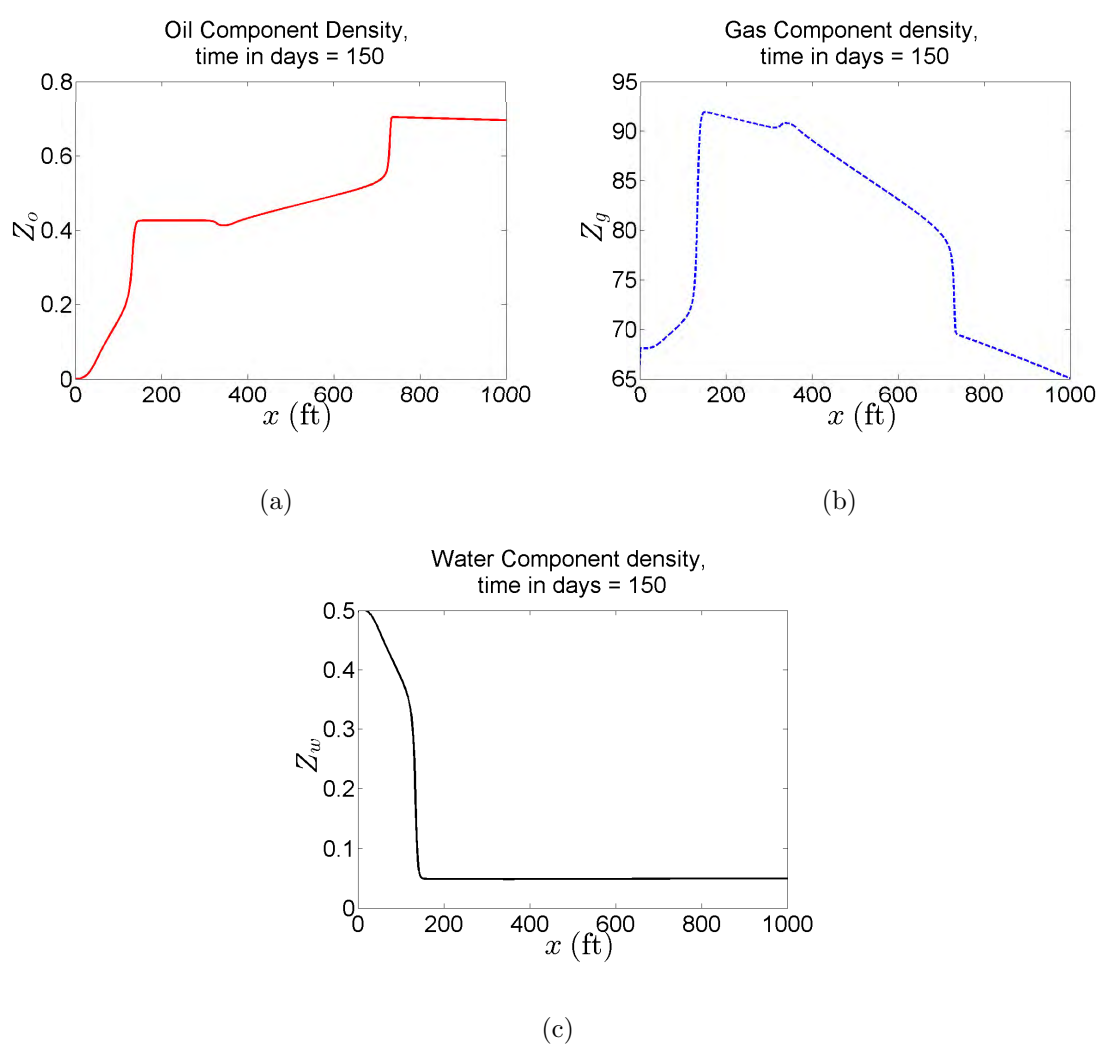 Oil Component Density,
time in days = 150
0.8
0.6
0.4
0.2
0
Z_o
0 200 400 600 800 1000
x (ft)
(a)
Gas Component density,
time in days = 150
95
90
85
80
75
70
65
Z_g
0 200 400 600 800 1000
x (ft)
(b)
Water Component density,
time in days = 150
0.5
0.4
0.3
0.2
0.1
0
Z_w
0 200 400 600 800 1000
x (ft)
(c)